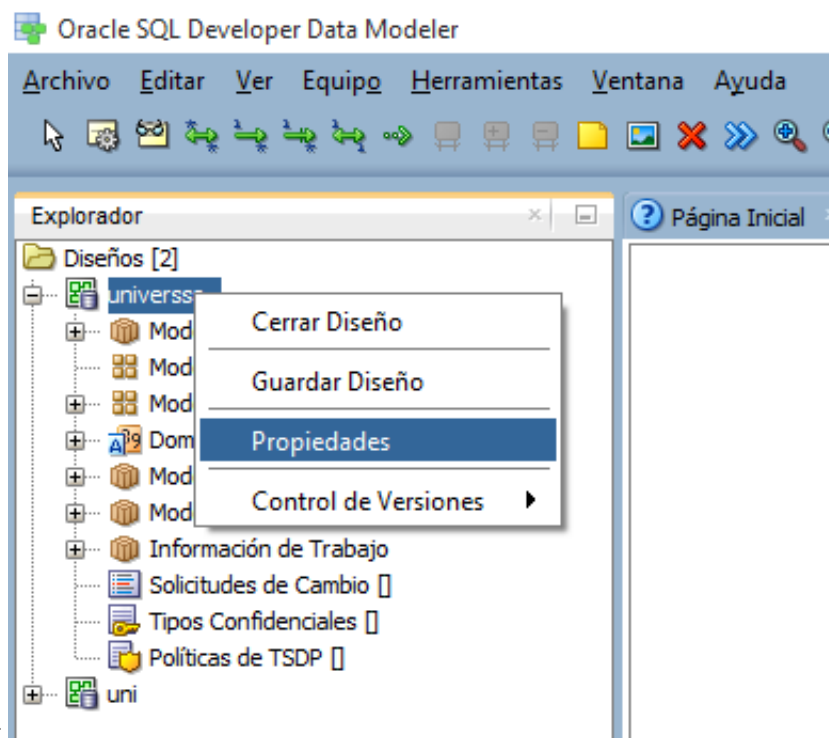 Oracle SQL Developer Data Modeler
Archivo Editar Ver Equipo Herramientas Ventana Ayuda
Explorador
Página Inicial
Diseños [2]
universs
Cerrar Diseño
Mod
Mod
Guardar Diseño
Mod
Dom
Propiedades
Mod
Mod
Control de Versiones
Información de Trabajo
Solicitudes de Cambio []
Tipos Confidenciales []
Políticas de TSDP []
uni